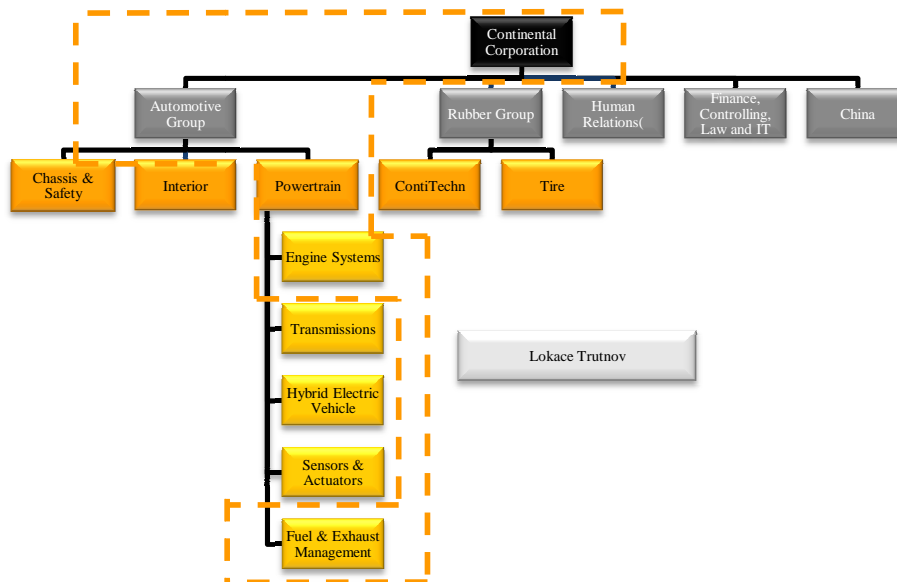 Continental
Corporation
Automotive
Group
Rubber Group
Human
Relations(
Finance,
Controlling,
Law and IT
China
Chassis &
Safety
Interior
Powertrain
ContiTechn
Tire
Engine Systems
Transmissions
Lokace Trutnov
Hybrid Electric
Vehicle
Sensors &
Actuators
Fuel & Exhaust
Management